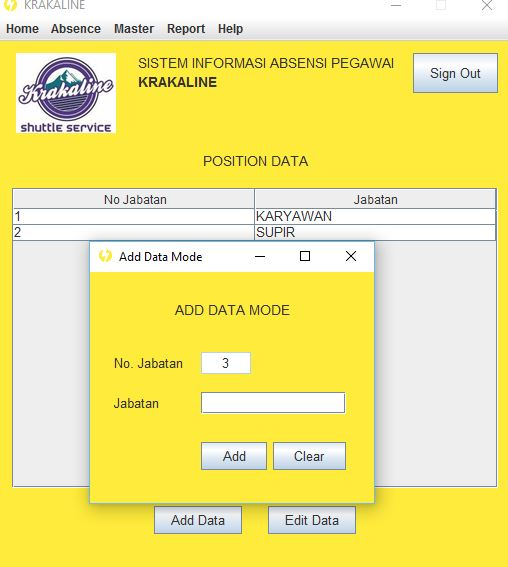 KRAKALINE
Home Absence Master Report Help
Krakaline
shuttle service
SISTEM INFORMASI ABSENSI PEGAWAI
KRAKALINE
Sign Out
POSITION DATA
No Jabatan Jabatan
1 KARYAWAN
2 SUPIR
Add Data Mode
ADD DATA MODE
No. Jabatan 3
Jabatan
Add Clear
Add Data Edit Data